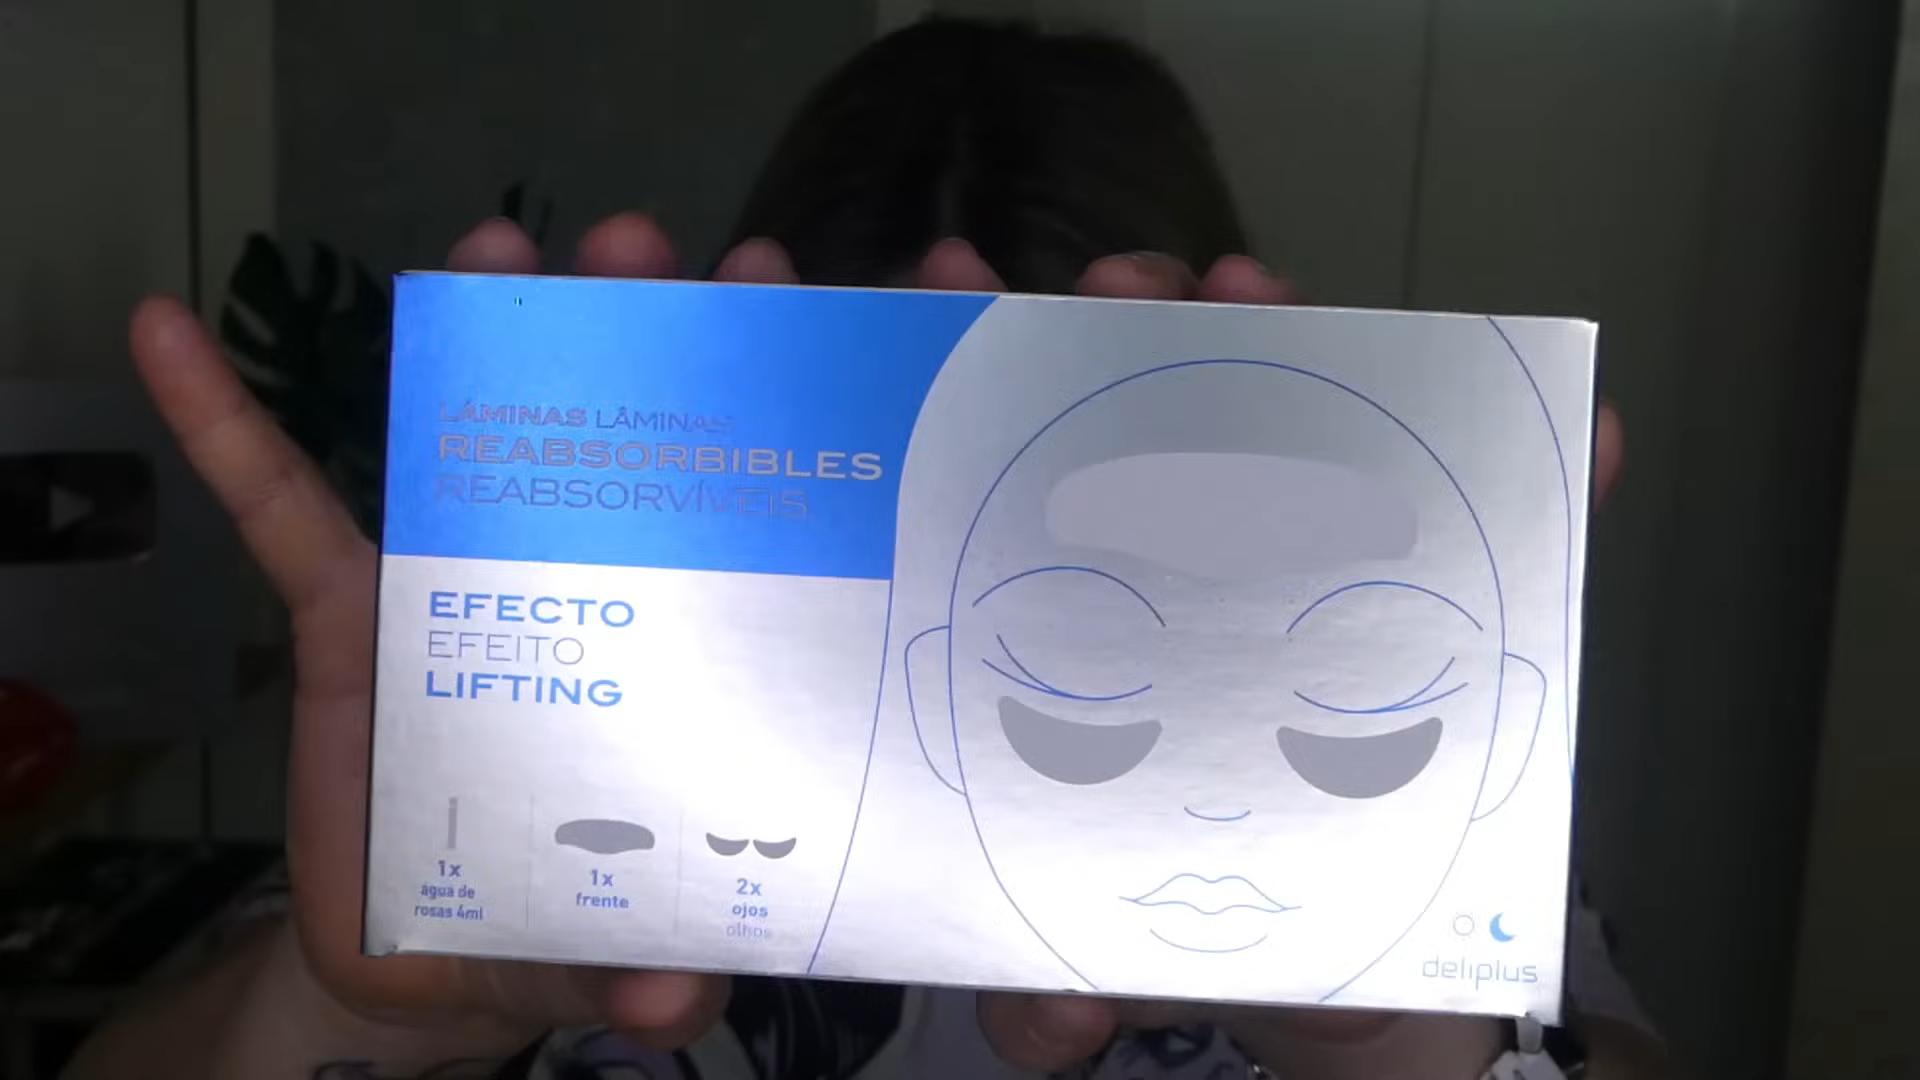 LÁMINAS LÂMINAS
REABSORBIBLES
REABSORVÍVEIS
EFECTO
EFEITO
LIFTING
1x
agua de
rosas 4ml
1x
frente
2x
ojos
olhos
deliplus